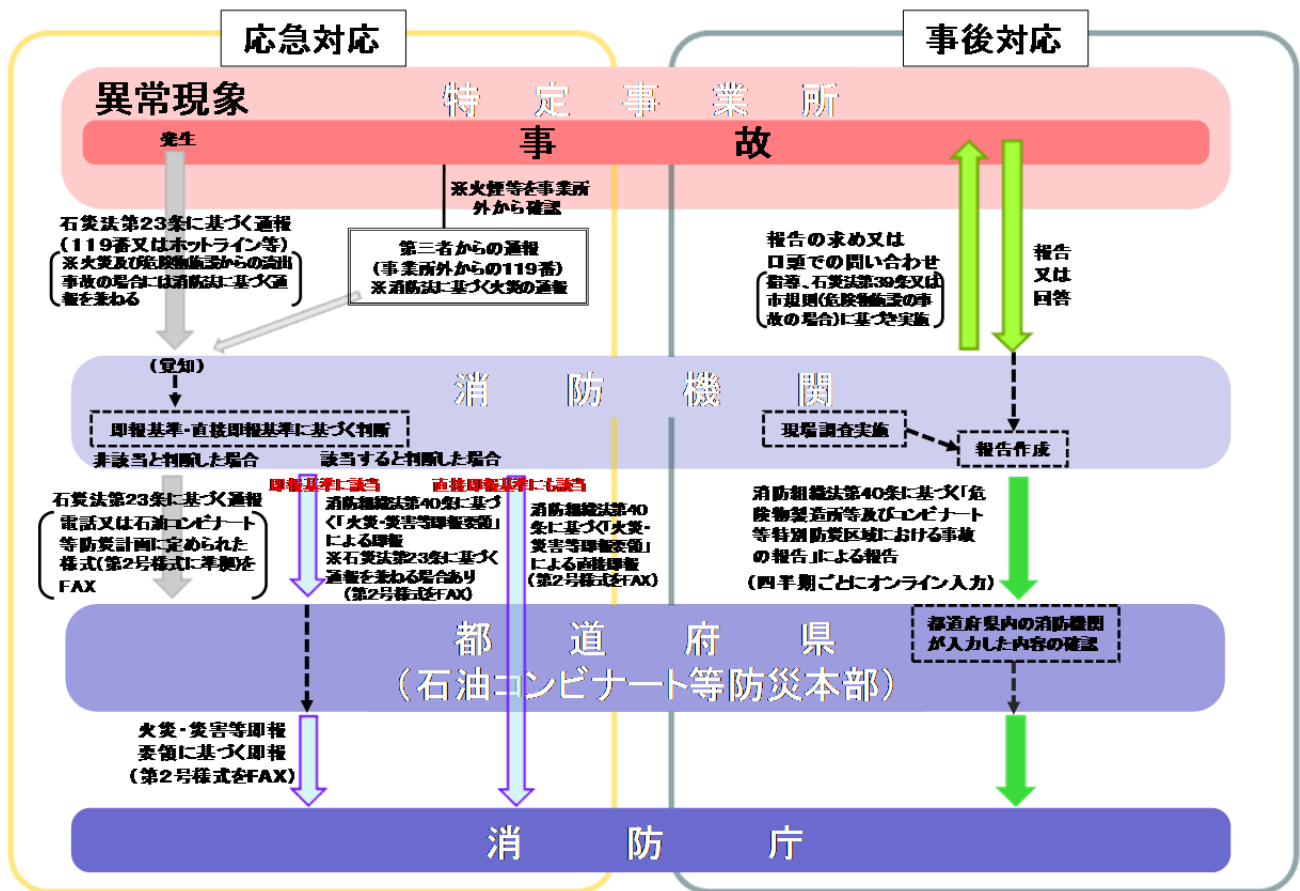 応急対応
事後対応
異常現象
特定事業所
発生
事故
※火煙等を事業所
外から確認
石災法第23条に基づく通報
(119番又はホットライン等)
※火災及び危険物施設からの流出
事故の場合には消防法に基づく通
報を兼ねる
第三者からの通報
(事業所外からの119番)
※消防法に基づく火災の通報
報告の求め又は
口頭での問い合わせ
指導、石災法第39条又は
市規則(危険物施設の事
故の場合)に基づき実施
報告
又は
回答
(覚知)
消防機関
即報基準・直接即報基準に基づく判断
現場調査実施
報告作成
非該当と判断した場合
該当すると判断した場合
即報基準に該当
直接即報基準にも該当
石災法第23条に基づく通報
電話又は石油コンビナート
等防災計画に定められた
様式(第2号様式に準拠)を
FAX
消防組織法第40条に基づ
く「火災・災害等即報要領」
による即報
※石災法第23条に基づく
通報を兼ねる場合あり
(第2号様式をFAX)
消防組織法第40
条に基づく「火災・
災害等即報要領」
による直接即報
(第2号様式をFAX)
消防組織法第40条に基づく「危
険物製造所等及びコンビナート
等特別防災区域における事故
の報告」による報告
(四半期ごとにオンライン入力)
都道府県
(石油コンビナート等防災本部)
都道府県内の消防機関
が入力した内容の確認
火災・災害等即報
要領に基づく即報
(第2号様式をFAX)
消防庁